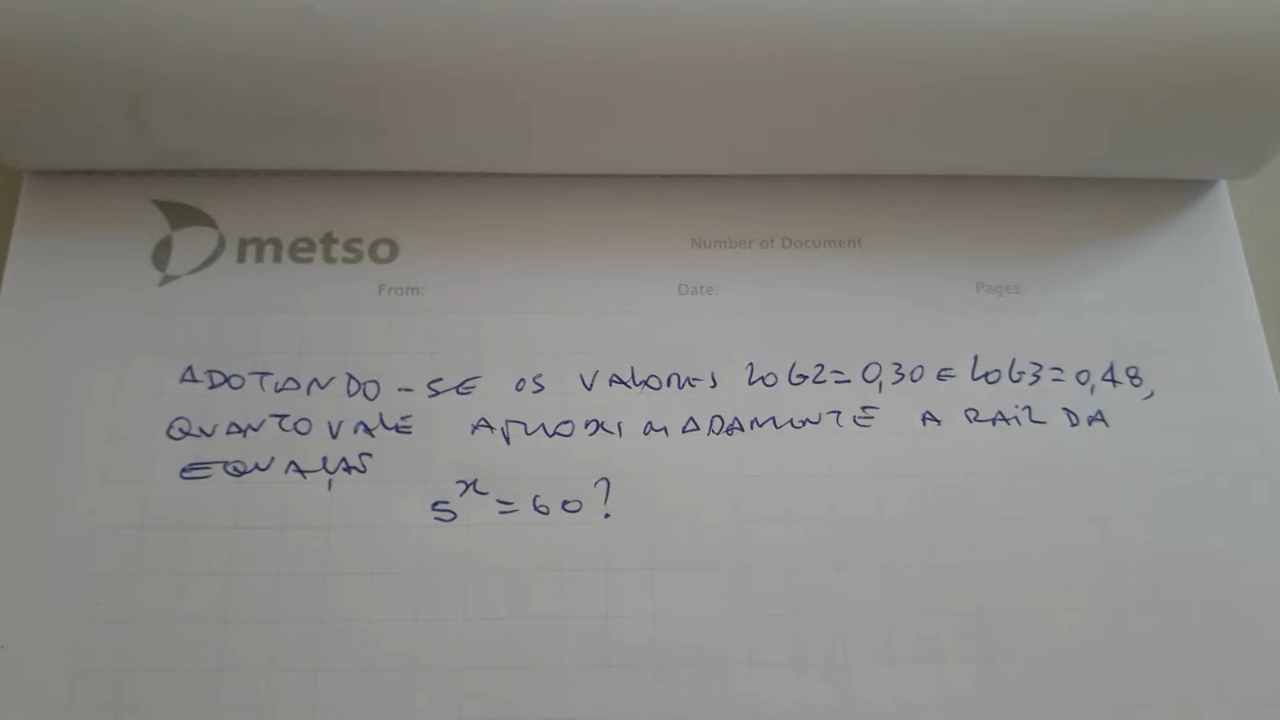 metso
Number of Document
From: Date: Pages
ADOTANDO-SE OS VALORES LOG2=0,30 E LOG3=0,48,
QUANTO VALE APROXIMADAMENTE A RAIZ DA
EQUAÇÃO
5^x=60?